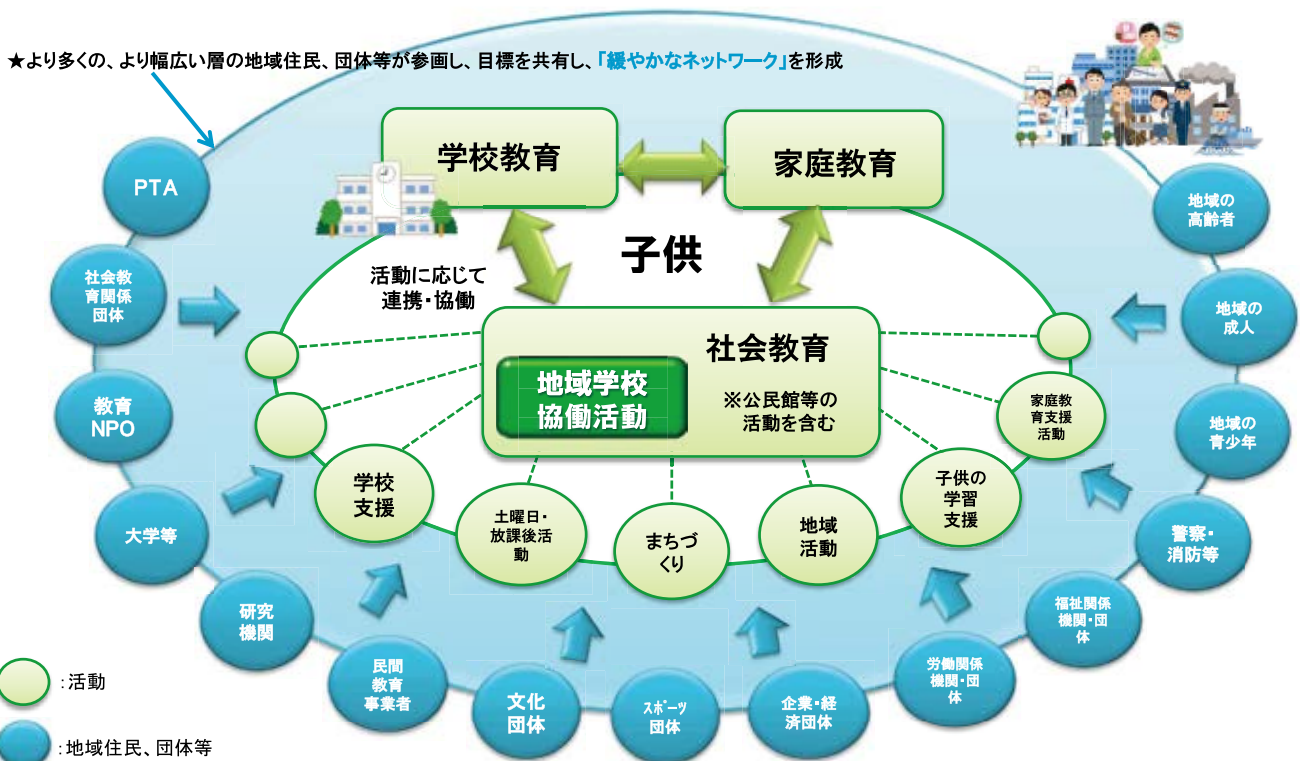 ★より多くの、より幅広い層の地域住民、団体等が参画し、目標を共有し、「緩やかなネットワーク」を形成
学校教育
家庭教育
子供
活動に応じて
連携・協働
社会教育
地域学校
協働活動
※公民館等の
活動を含む
学校
支援
土曜日・
放課後活
動
まちづ
くり
地域
活動
子供の
学習
支援
家庭教
育支援
活動
PTA
社会教
育関係
団体
教育
NPO
大学等
研究
機関
民間
教育
事業者
文化
団体
スポーツ
団体
企業・経
済団体
労働関係
機関・団
体
福祉関係
機関・団
体
警察・
消防等
地域の
青少年
地域の
成人
地域の
高齢者
:活動
:地域住民、団体等